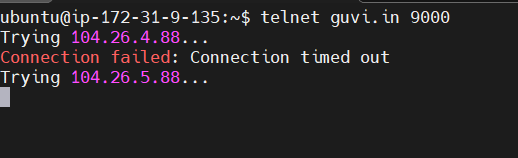 ubuntu@ip-172-31-9-135:~$ telnet guvi.in 9000
Trying 104.26.4.88...
Connection failed: Connection timed out
Trying 104.26.5.88...